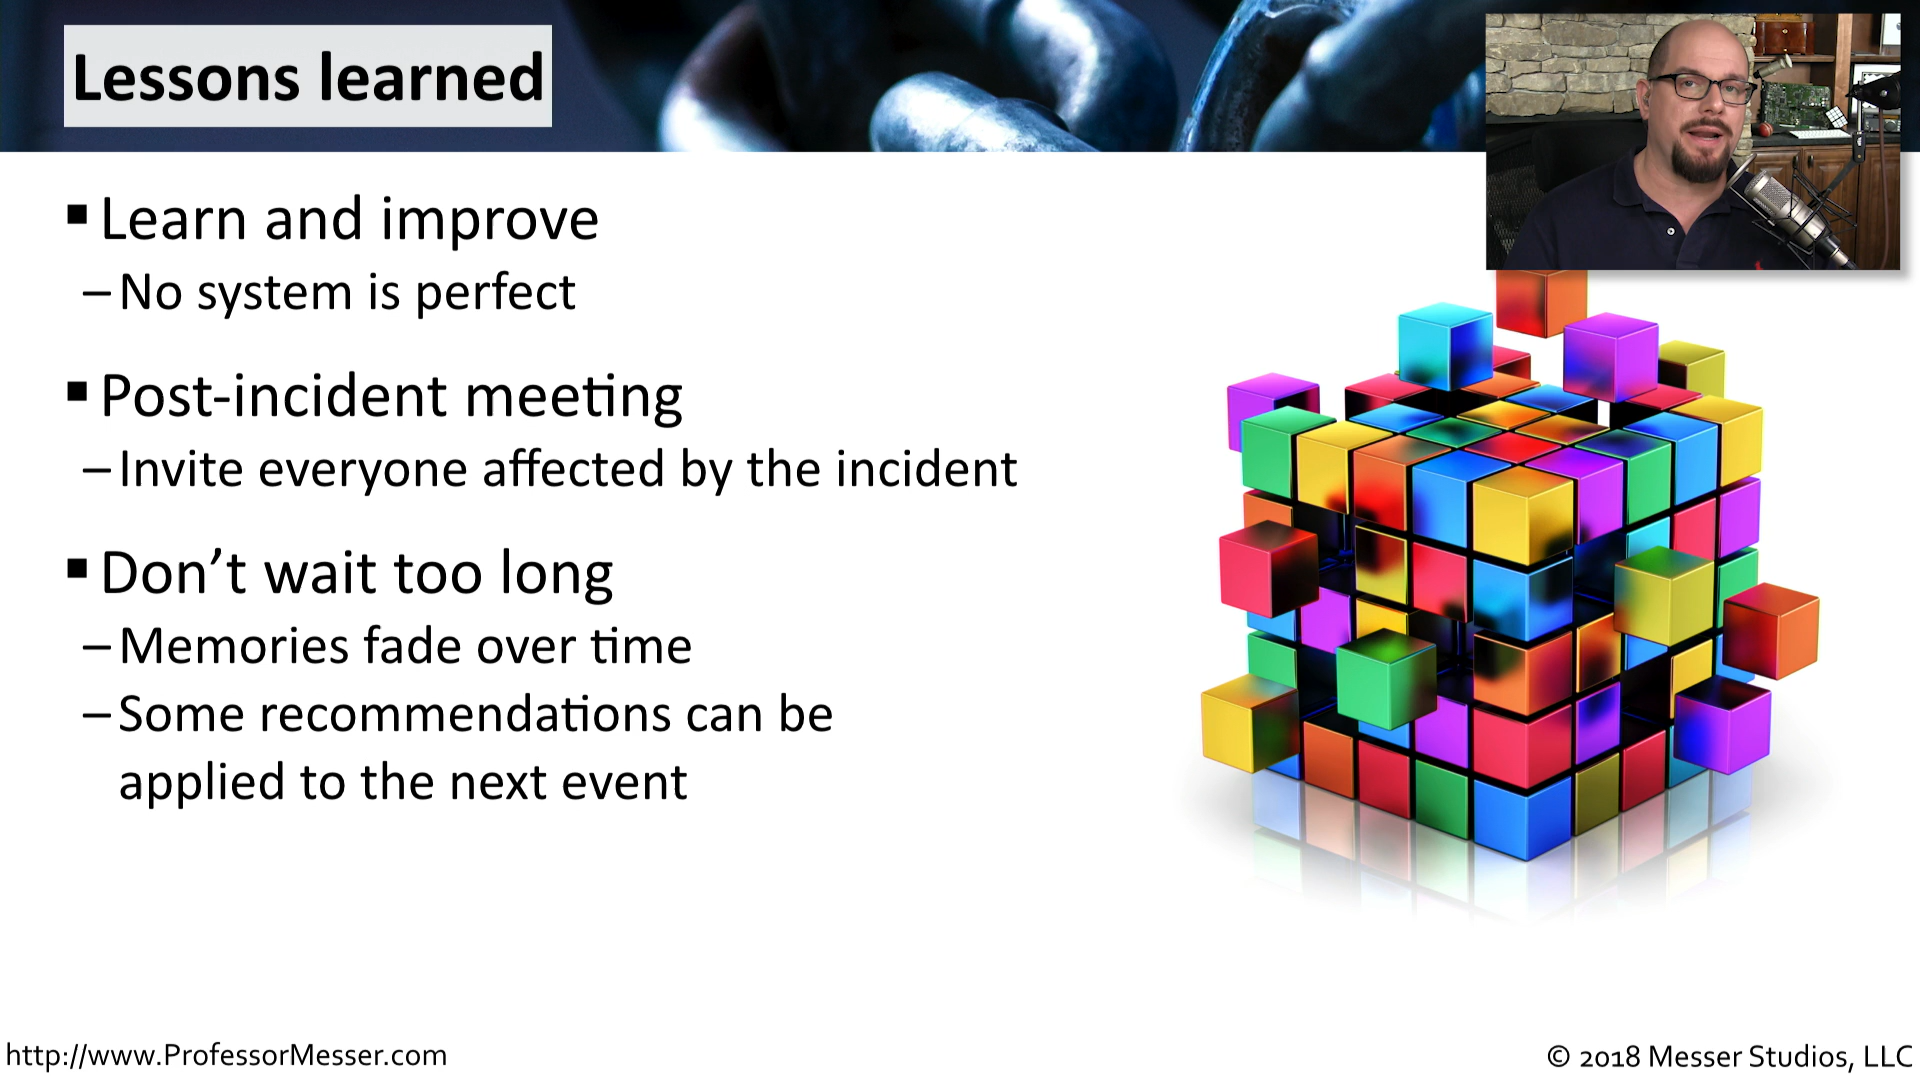 Lessons learned
▪ Learn and improve
– No system is perfect
▪ Post-incident meeting
– Invite everyone affected by the incident
▪ Don’t wait too long
– Memories fade over time
– Some recommendations can be
applied to the next event
http://www.ProfessorMesser.com
© 2018 Messer Studios, LLC